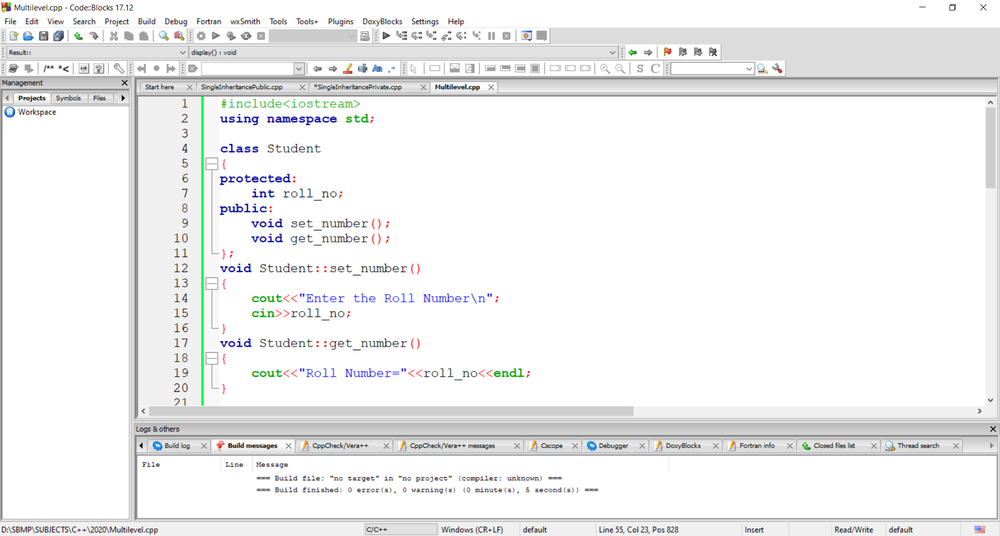 Multilevel.cpp - Code::Blocks 17.12
File Edit View Search Project Build Debug Fortran wxSmith Tools Tools+ Plugins DoxyBlocks Settings Help
Result:: display() : void
/** *< Aa .* S C
Management
Start here SingleInheritancePublic.cpp *SingleInheritancePrivate.cpp Multilevel.cpp
Projects Symbols Files
Workspace
1 #include<iostream>
2 using namespace std;
3
4 class Student
5 {
6 protected:
7 int roll_no;
8 public:
9 void set_number();
10 void get_number();
11 };
12 void Student::set_number()
13 {
14 cout<<"Enter the Roll Number\n";
15 cin>>roll_no;
16 }
17 void Student::get_number()
18 {
19 cout<<"Roll Number="<<roll_no<<endl;
20 }
21
Logs & others
Build log Build messages CppCheck/Vera++ CppCheck/Vera++ messages Cscope Debugger DoxyBlocks Fortran info Closed files list Thread search
File Line Message
=== Build file: "no target" in "no project" (compiler: unknown) ===
=== Build finished: 0 error(s), 0 warning(s) (0 minute(s), 5 second(s)) ===
D:\SBMP\SUBJECTS\C++\2020\Multilevel.cpp C/C++ Windows (CR+LF) default Line 55, Col 23, Pos 828 Insert Read/Write default